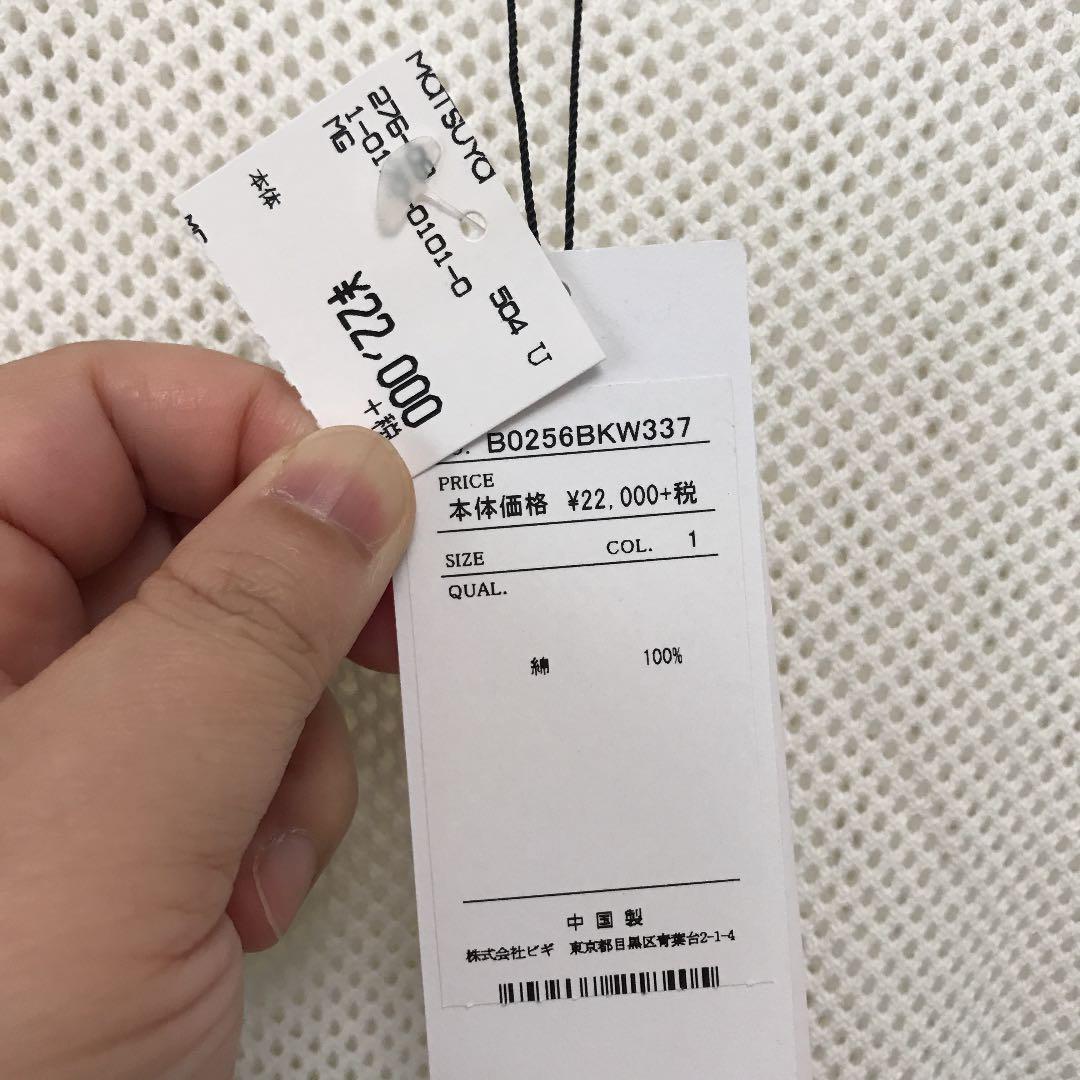 MATSUYA
276-
0101-0
504 U
1-01
MG
本体
¥22,000
+税
B0256BKW337
PRICE
本体価格 ¥22,000+税
SIZE COL. 1
QUAL.
綿 100%
中国製
株式会社ビギ 東京都目黒区青葉台2-1-4